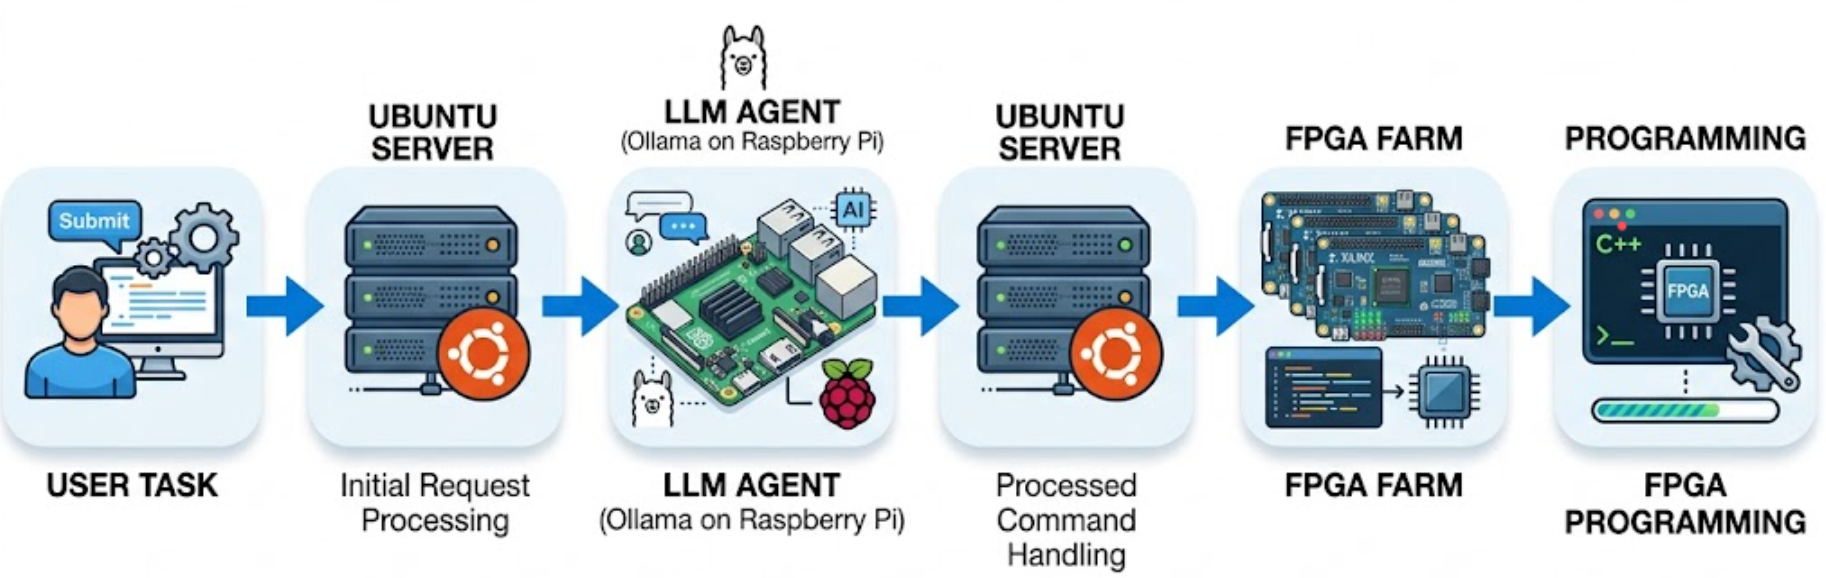 UBUNTU
SERVER
LLM AGENT
(Ollama on Raspberry Pi)
UBUNTU
SERVER
FPGA FARM
PROGRAMMING
Submit
AI
XILINX
C++
FPGA
>_
USER TASK
Initial Request
Processing
LLM AGENT
(Ollama on Raspberry Pi)
Processed
Command
Handling
FPGA FARM
FPGA
PROGRAMMING